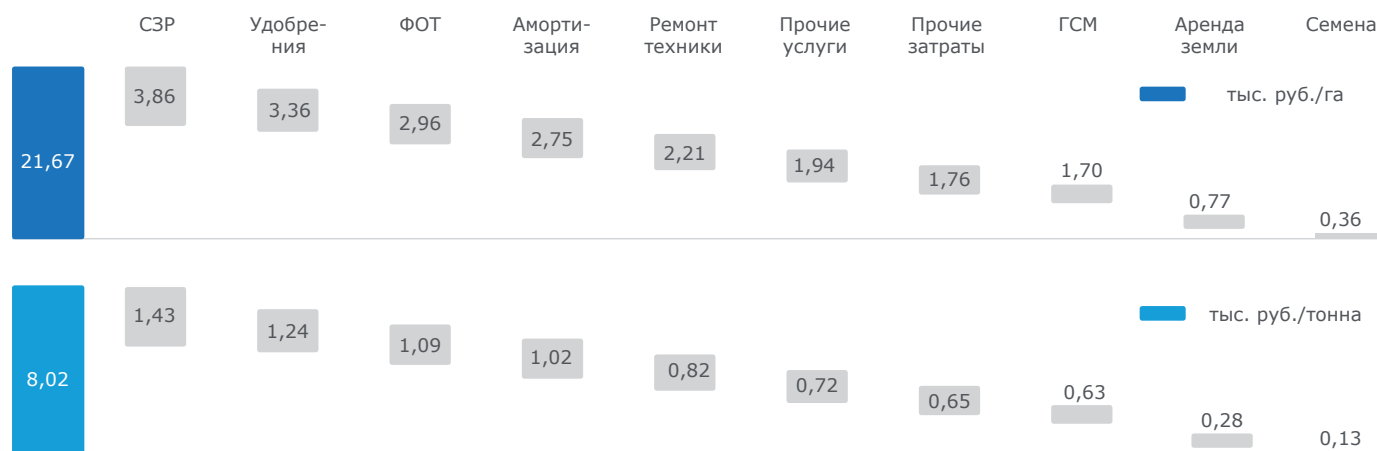 СЗР
Удобре-
ния
ФОТ
Аморти-
зация
Ремонт
техники
Прочие
услуги
Прочие
затраты
ГСМ
Аренда
земли
Семена
21,67
3,86
3,36
2,96
2,75
2,21
1,94
1,76
1,70
0,77
0,36
тыс. руб./га
8,02
1,43
1,24
1,09
1,02
0,82
0,72
0,65
0,63
0,28
0,13
тыс. руб./тонна